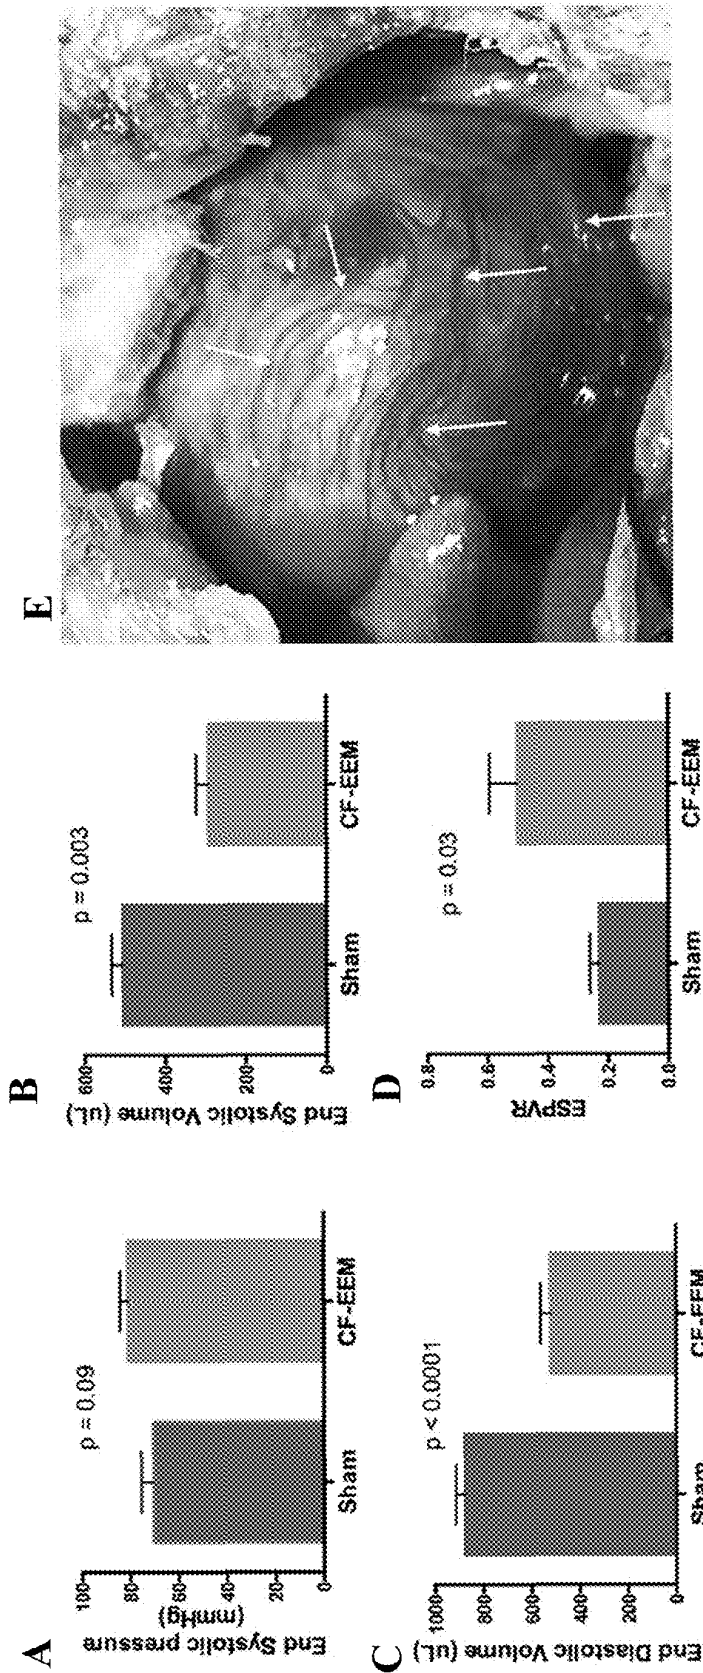 A
End Systolic pressure
(mmHg)
100
80
60
40
20
0
p = 0.09
Sham
CF-EEM
B
End Systolic Volume (uL)
600
400
200
0
p = 0.003
Sham
CF-EEM
C
End Diastolic Volume (uL)
1000
800
600
400
200
0
p < 0.0001
Sham
CF-EEM
D
ESPVR
0.8
0.6
0.4
0.2
0.0
p = 0.03
Sham
CF-EEM
E